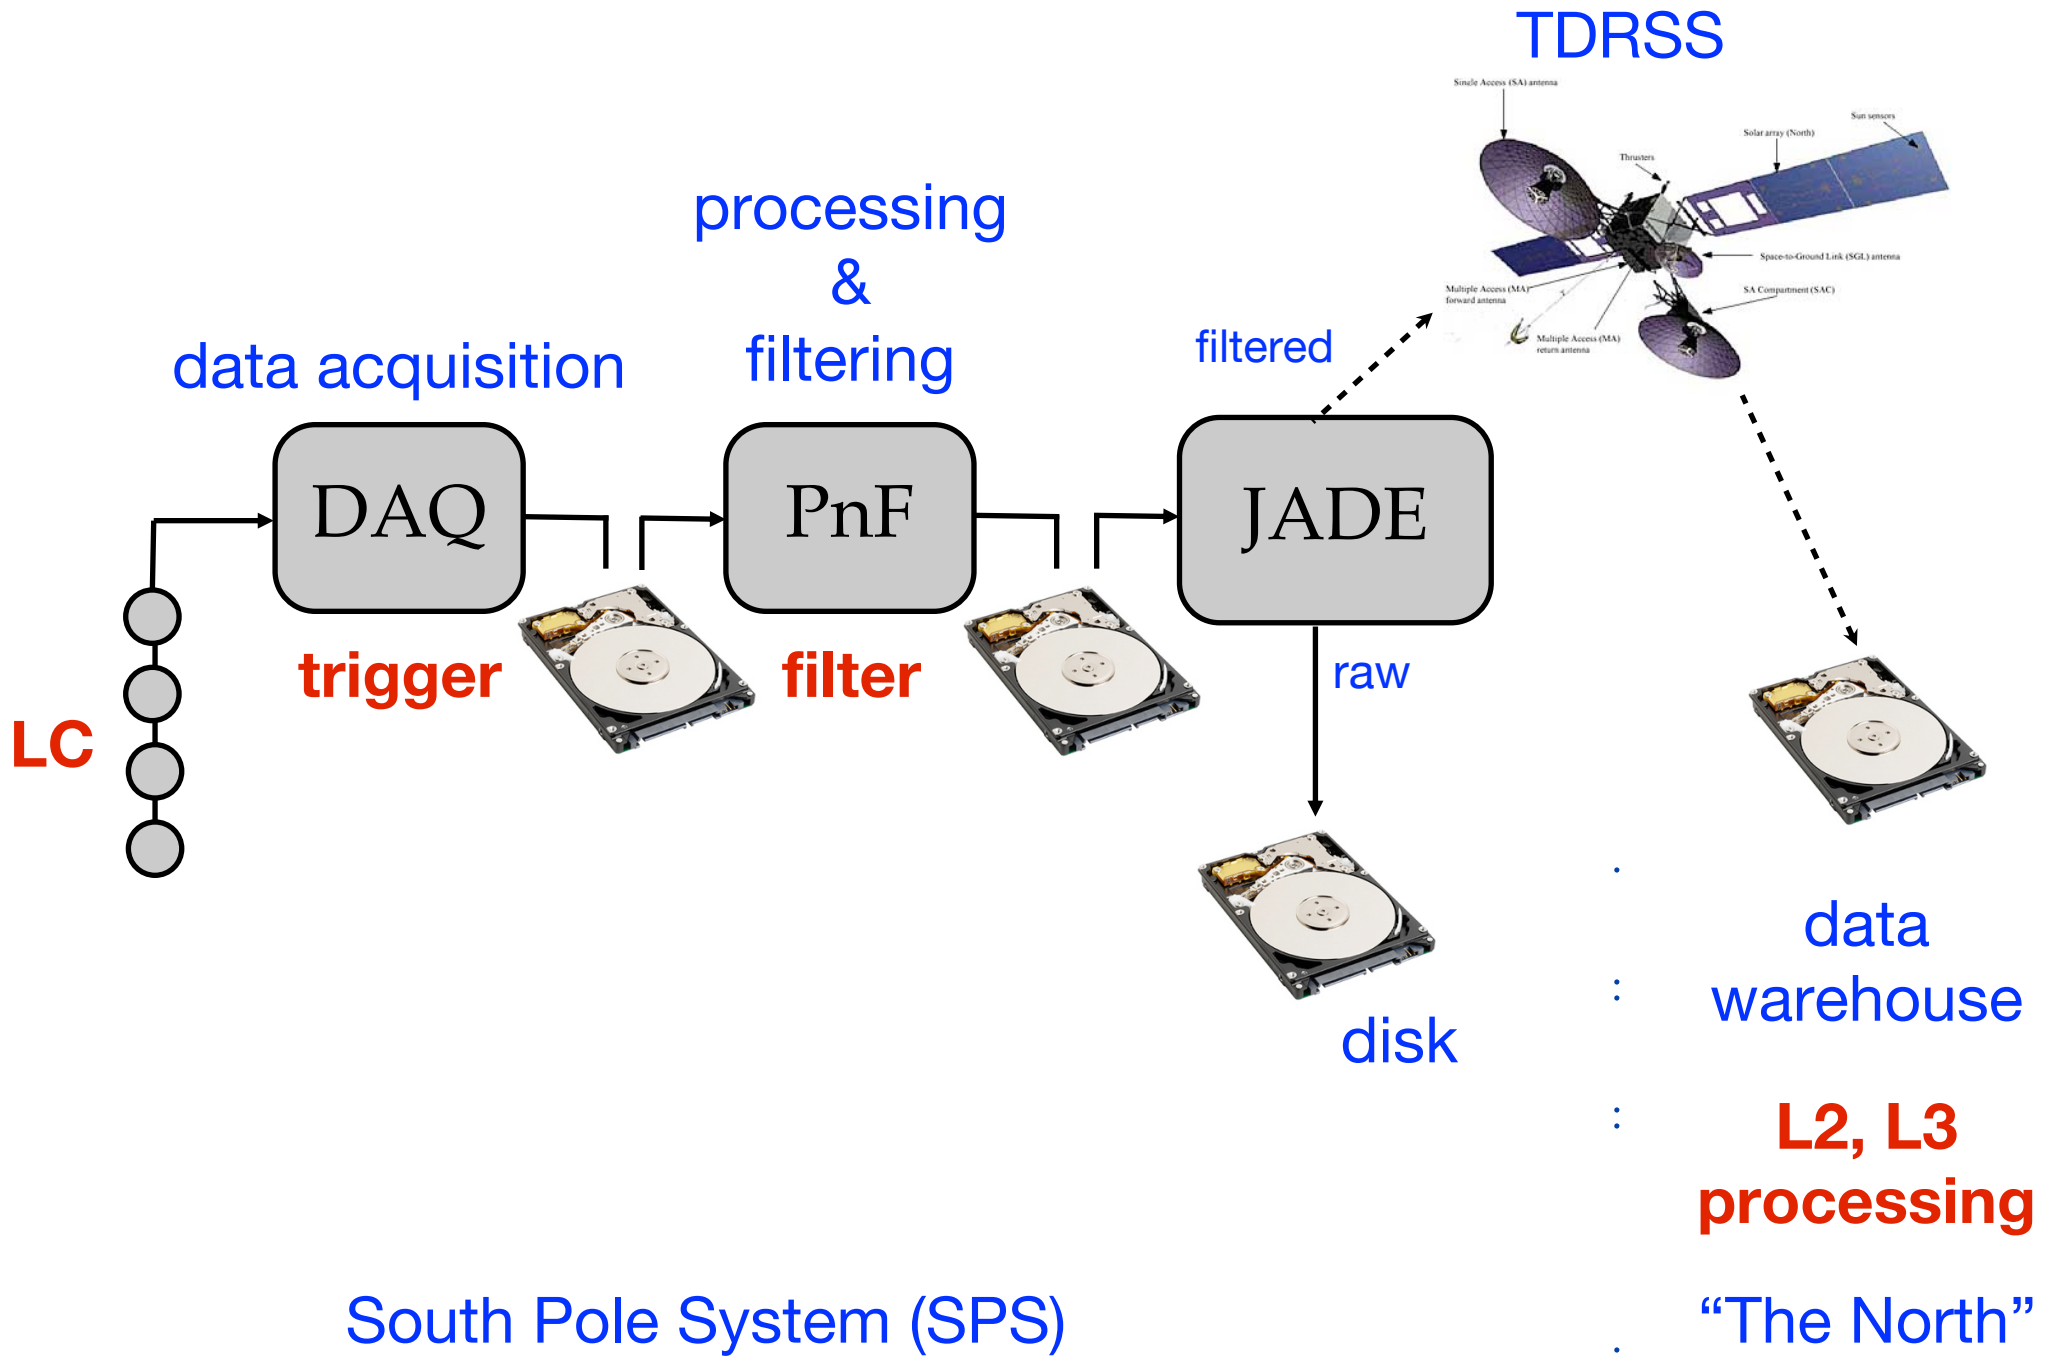 TDRSS
Sinele Access (SA) antenna
Sun sensors
Solar array (North)
Thrusters
Space-to-Ground Link (SGL) antenna
Multiple Access (MA)
forward antenna
SA Compartment (SAC)
Multiple Access (MA)
return antenna
processing
&
filtering
data acquisition
filtered
DAQ
PnF
JADE
trigger
filter
raw
LC
disk
data
warehouse
L2, L3
processing
South Pole System (SPS)
“The North”